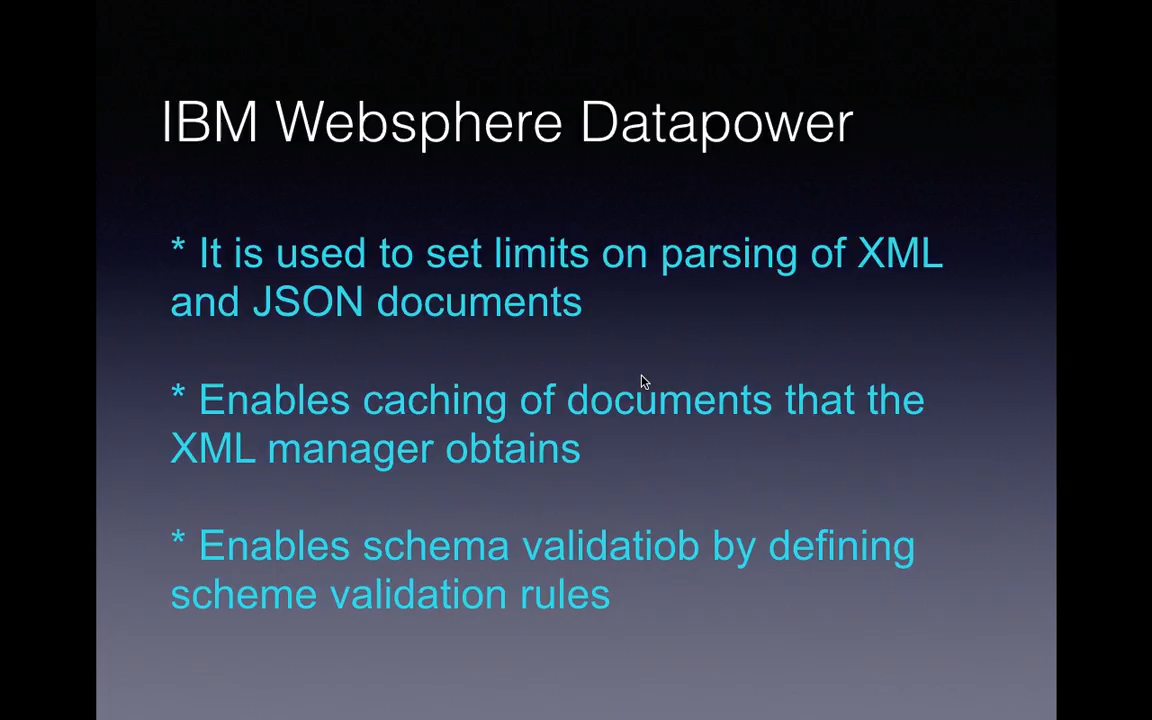 IBM Websphere Datapower
* It is used to set limits on parsing of XML
and JSON documents
* Enables caching of documents that the
XML manager obtains
* Enables schema validatiob by defining
scheme validation rules